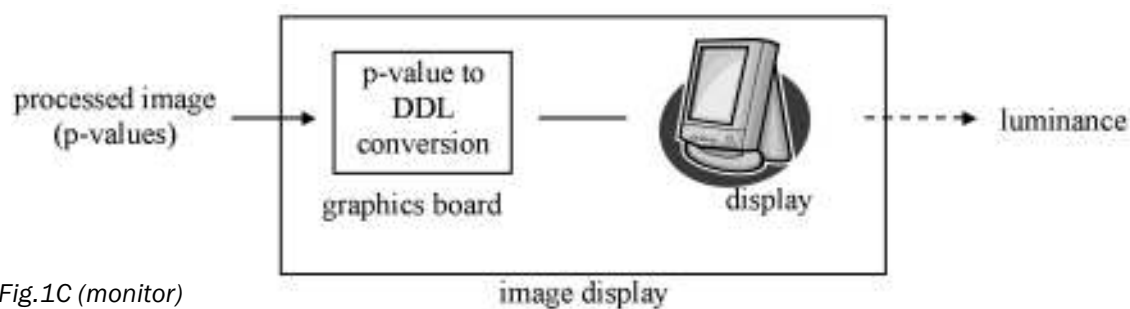 processed image
(p-values)
p-value to
DDL
conversion
graphics board
display
luminance
Fig.1C (monitor)
image display